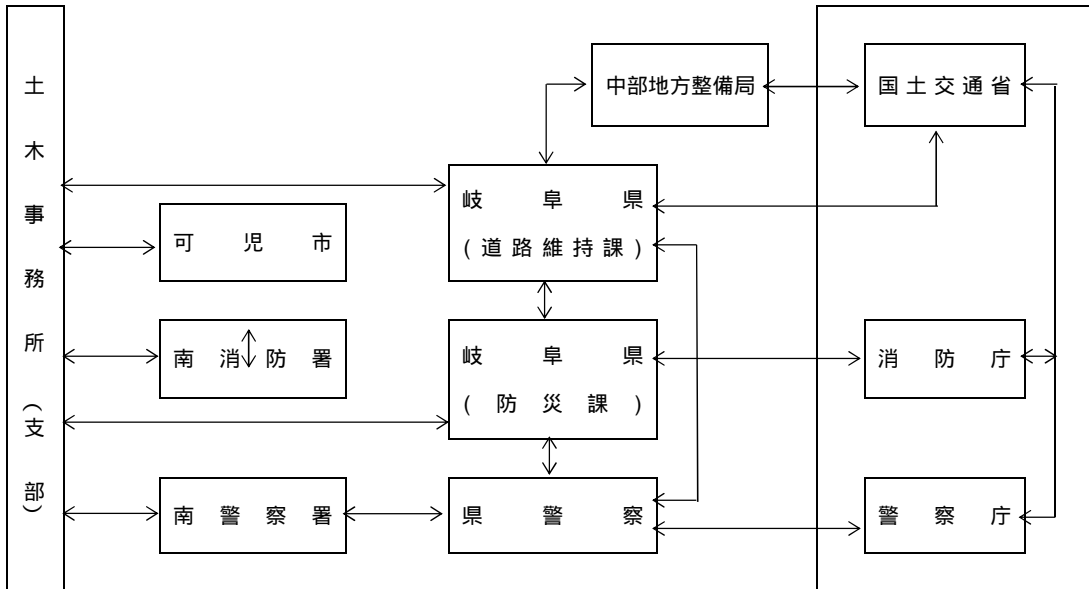 土木事務所（支部）
中部地方整備局
国土交通省
岐阜県
(道路維持課)
可児市
南消防署
岐阜県
(防災課)
消防庁
南警察署
県警察
警察庁